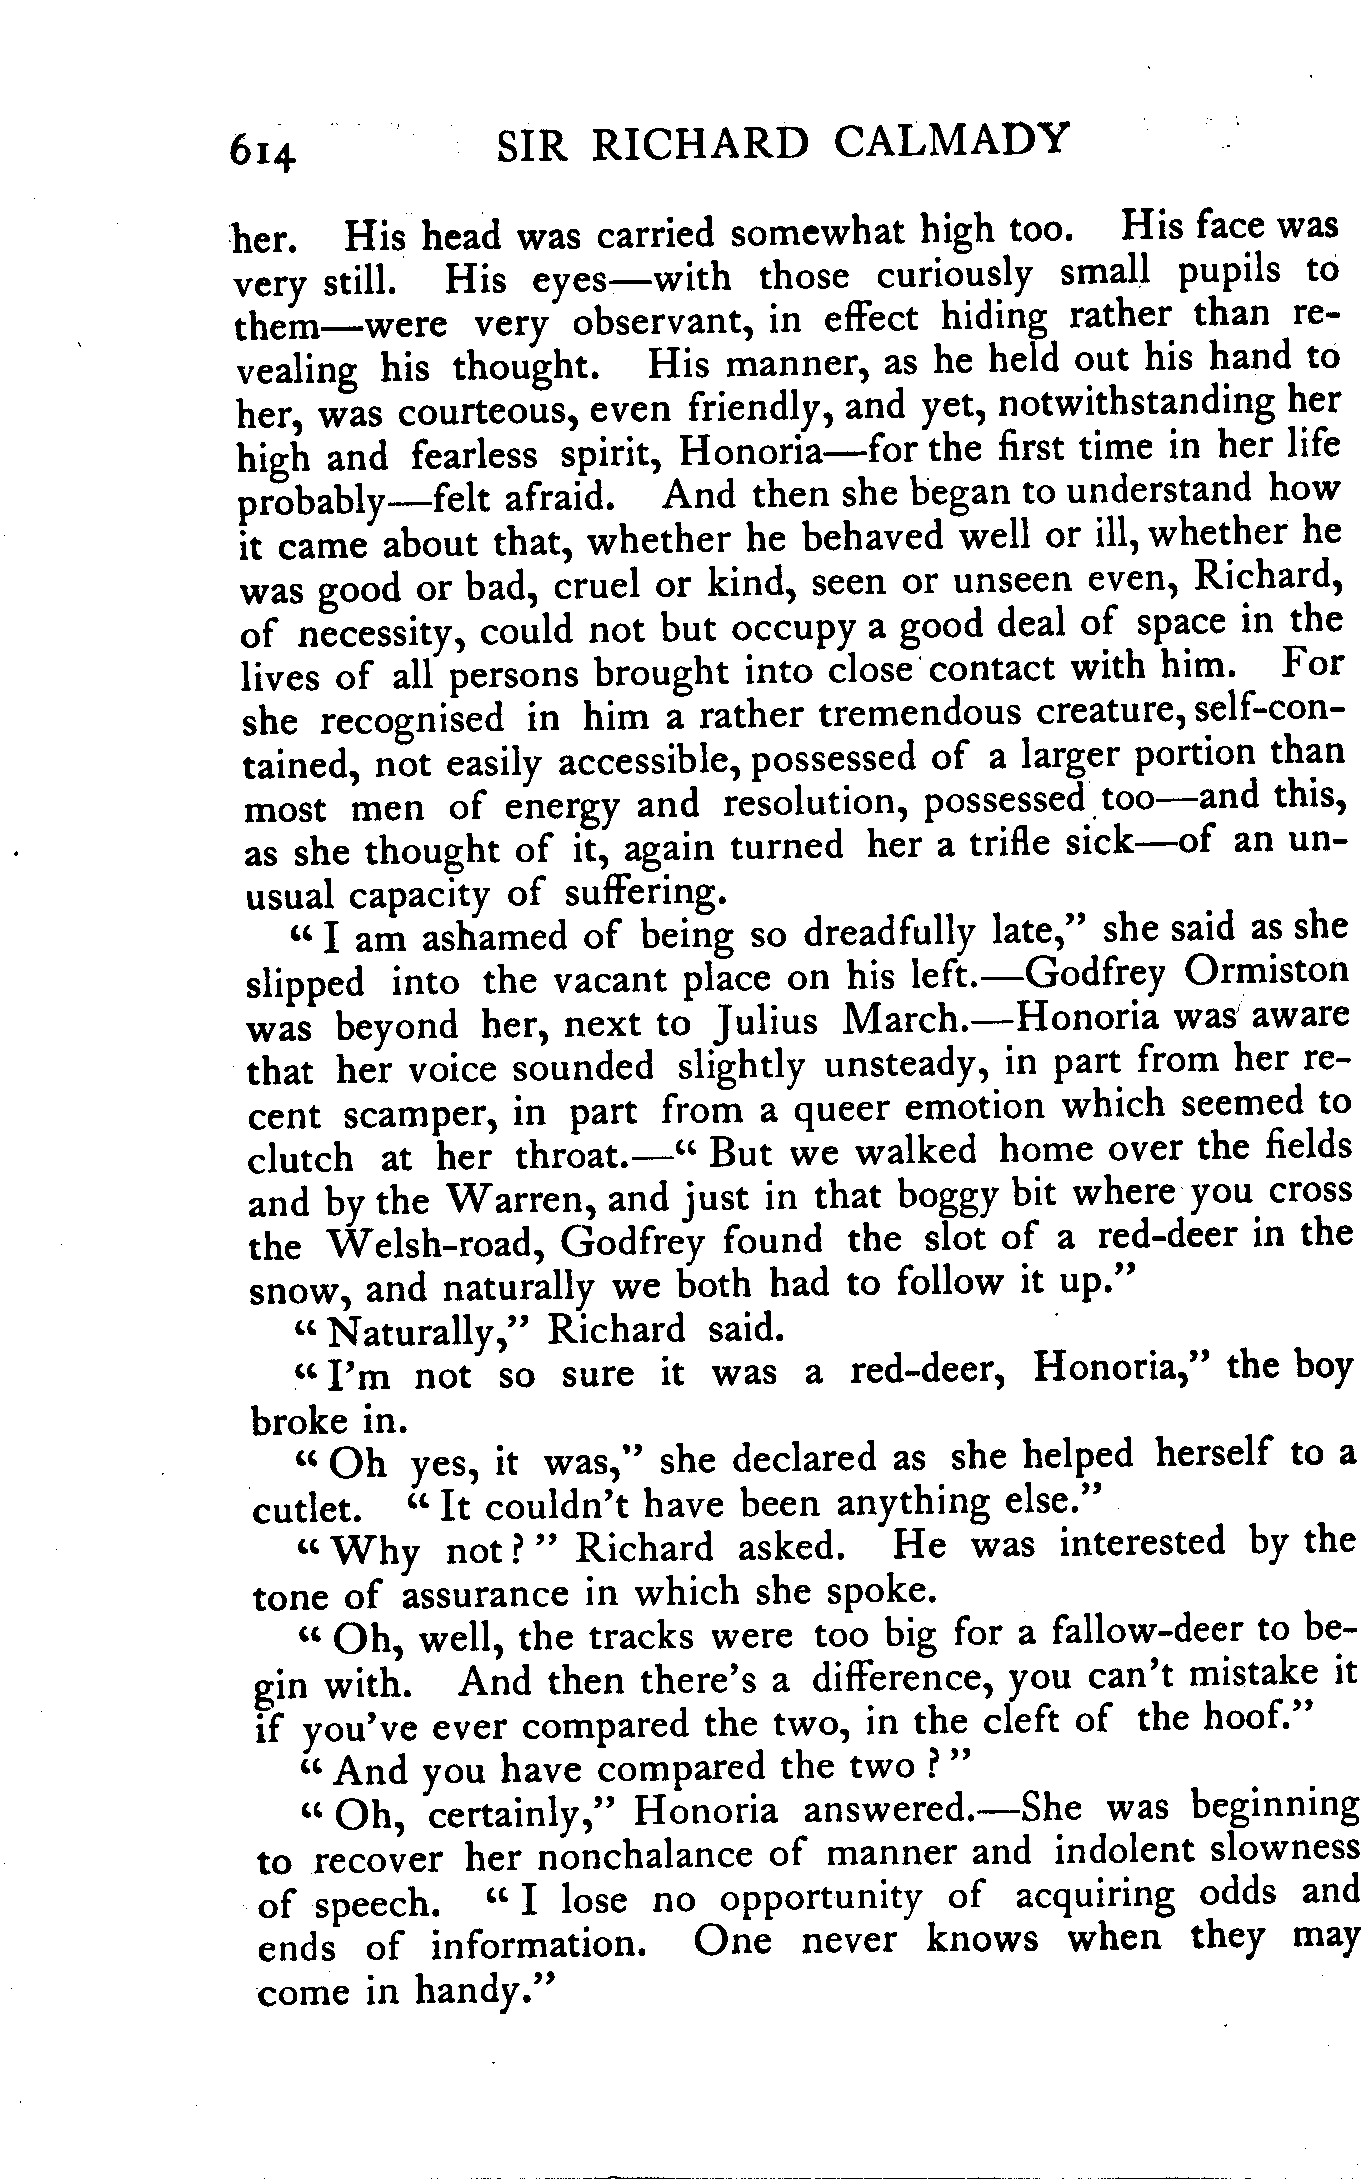 614 SIR RICHARD CALMADY
her. His head was carried somewhat high too. His face was
very still. His eyes—with those curiously small pupils to
them—were very observant, in effect hiding rather than re-
vealing his thought. His manner, as he held out his hand to
her, was courteous, even friendly, and yet, notwithstanding her
high and fearless spirit, Honoria—for the first time in her life
probably—felt afraid. And then she began to understand how
it came about that, whether he behaved well or ill, whether he
was good or bad, cruel or kind, seen or unseen even, Richard,
of necessity, could not but occupy a good deal of space in the
lives of all persons brought into close contact with him. For
she recognised in him a rather tremendous creature, self-con-
tained, not easily accessible, possessed of a larger portion than
most men of energy and resolution, possessed too—and this,
as she thought of it, again turned her a trifle sick—of an un-
usual capacity of suffering.
“I am ashamed of being so dreadfully late,” she said as she
slipped into the vacant place on his left.—Godfrey Ormiston
was beyond her, next to Julius March.—Honoria was aware
that her voice sounded slightly unsteady, in part from her re-
cent scamper, in part from a queer emotion which seemed to
clutch at her throat.—“But we walked home over the fields
and by the Warren, and just in that boggy bit where you cross
the Welsh-road, Godfrey found the slot of a red-deer in the
snow, and naturally we both had to follow it up.”
“Naturally,” Richard said.
“I’m not so sure it was a red-deer, Honoria,” the boy
broke in.
“Oh yes, it was,” she declared as she helped herself to a
cutlet. “It couldn’t have been anything else.”
“Why not?” Richard asked. He was interested by the
tone of assurance in which she spoke.
“Oh, well, the tracks were too big for a fallow-deer to be-
gin with. And then there’s a difference, you can’t mistake it
if you’ve ever compared the two, in the cleft of the hoof.”
“And you have compared the two?”
“Oh, certainly,” Honoria answered.—She was beginning
to recover her nonchalance of manner and indolent slowness
of speech. “I lose no opportunity of acquiring odds and
ends of information. One never knows when they may
come in handy.”